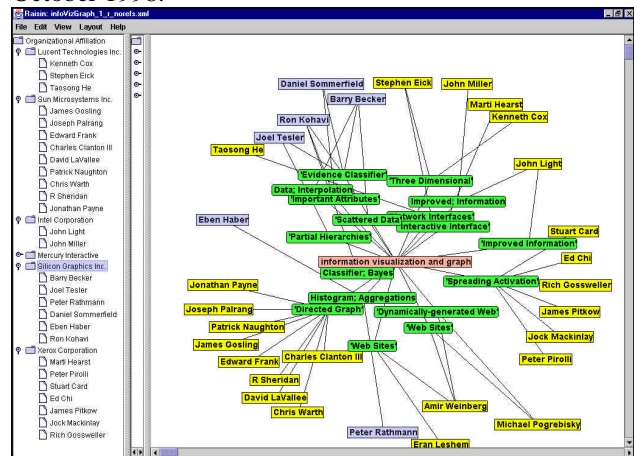 Raisin: infoVizGraph_1_r_norefs.xml
File Edit View Layout Help
Organizational Affiliation
Lucent Technologies Inc.
Kenneth Cox
Stephen Eick
Taosong He
Sun Microsystems Inc.
James Gosling
Joseph Palrang
Edward Frank
Charles Clanton III
David LaVallee
Patrick Naughton
Chris Warth
R Sheridan
Jonathan Payne
Intel Corporation
John Light
John Miller
Mercury Interactive
Silicon Graphics Inc.
Barry Becker
Joel Tesler
Peter Rathmann
Daniel Sommerfield
Eben Haber
Ron Kohavi
Xerox Corporation
Marti Hearst
Peter Pirolli
Stuart Card
Ed Chi
James Pitkow
Jock Mackinlay
Rich Gossweiler
Daniel Sommerfield
Stephen Eick
John Miller
Barry Becker
Marti Hearst
Kenneth Cox
Ron Kohavi
Joel Tesler
Taosong He
John Light
'Evidence Classifier'
'Three Dimensional'
Data; Interpolation
'Important Attributes'
Improved; Information
'Scattered Data'
Interfaces'
Interactive Interface'
Eben Haber
Stuart Card
'Partial Hierarchies'
'Improved Information'
Ed Chi
information visualization and graph
Classifier; Bayes
'Spreading Activation'
Rich Gossweiler
Jonathan Payne
Histogram; Aggregations
Joseph Palrang
'Directed Graph'
'Dynamically-generated Web'
James Pitkow
Patrick Naughton
'Web Sites'
Jock Mackinlay
James Gosling
'Web Sites'
Charles Clanton III
Peter Pirolli
Edward Frank
R Sheridan
David LaVallee
Amir Weinberg
Chris Warth
Michael Pogrebisky
Peter Rathmann
Eran Leshem